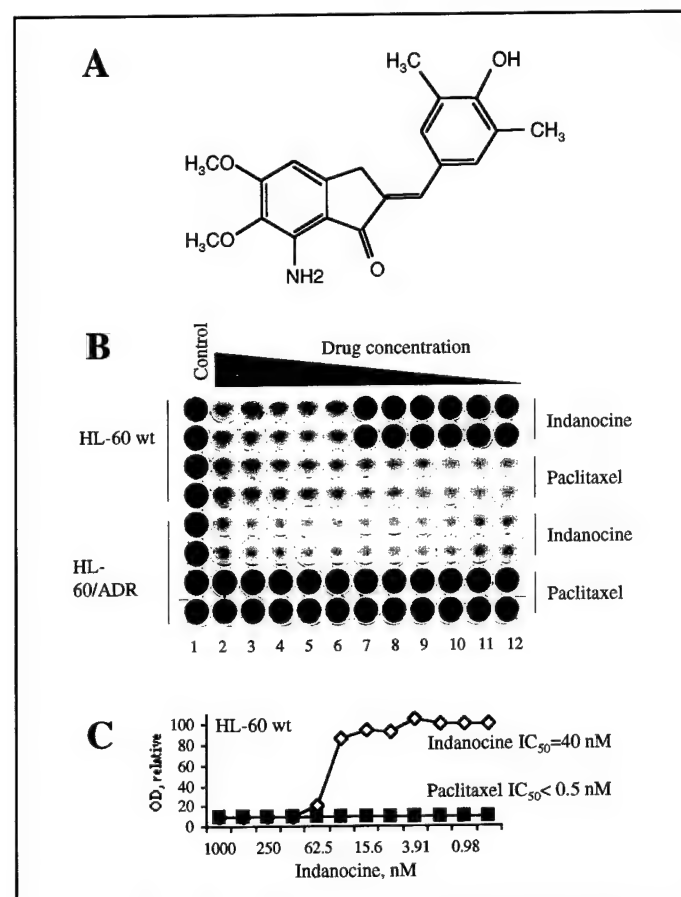 A
H₃C
OH
CH₃
H₃CO
H₃CO
NH2
O
B
Control
Drug concentration
HL-60 wt
HL-
60/ADR
Indanocine
Paclitaxel
Indanocine
Paclitaxel
1 2 3 4 5 6 7 8 9 10 11 12
C
HL-60 wt
OD, relative
100
80
60
40
20
0
Indanocine IC₅₀=40 nM
Paclitaxel IC₅₀< 0.5 nM
1000 250 62.5 15.6 3.91 0.98
Indanocine, nM